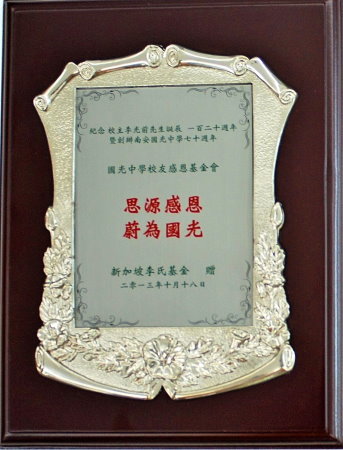 紀念校主李光前先生誕辰一百二十週年
暨創辦南安國光中學七十週年
國光中學校友感恩基金會
思源感恩
蔚為國光
新加坡李氏基金 贈
二零一三年十月十八日